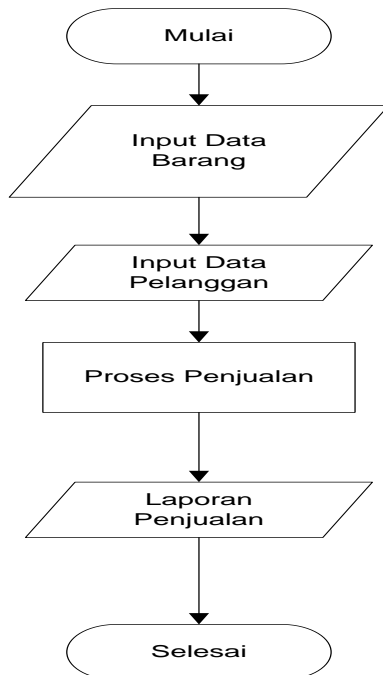 Mulai
Input Data
Barang
Input Data
Pelanggan
Proses Penjualan
Laporan
Penjualan
Selesai